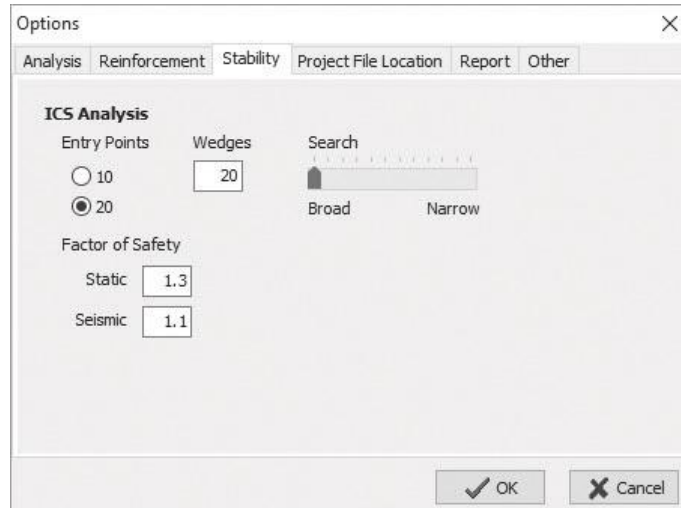 Options
Analysis Reinforcement Stability Project File Location Report Other
ICS Analysis
Entry Points Wedges Search
10 20
20 Broad Narrow
Factor of Safety
Static 1.3
Seismic 1.1
OK Cancel